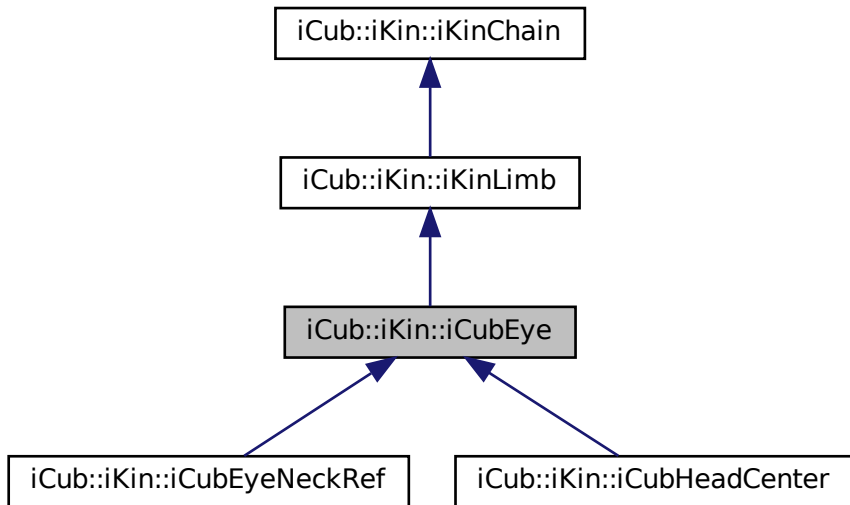 iCub::iKin::iKinChain
iCub::iKin::iKinLimb
iCub::iKin::iCubEye
iCub::iKin::iCubEyeNeckRef
iCub::iKin::iCubHeadCenter